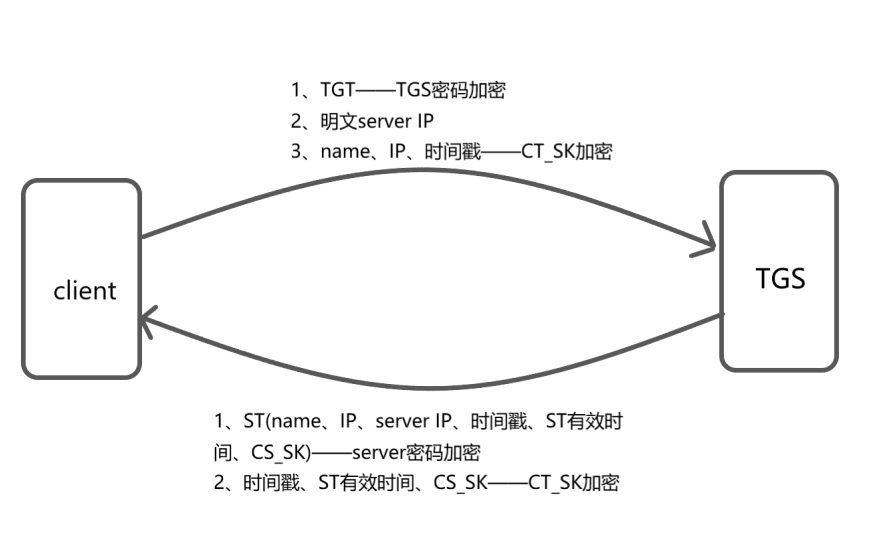 1、TGT——TGS密码加密
2、明文server IP
3、name、IP、时间戳——CT_SK加密
client
TGS
1、ST(name、IP、server IP、时间戳、ST有效时
间、CS_SK)——server密码加密
2、时间戳、ST有效时间、CS_SK——CT_SK加密